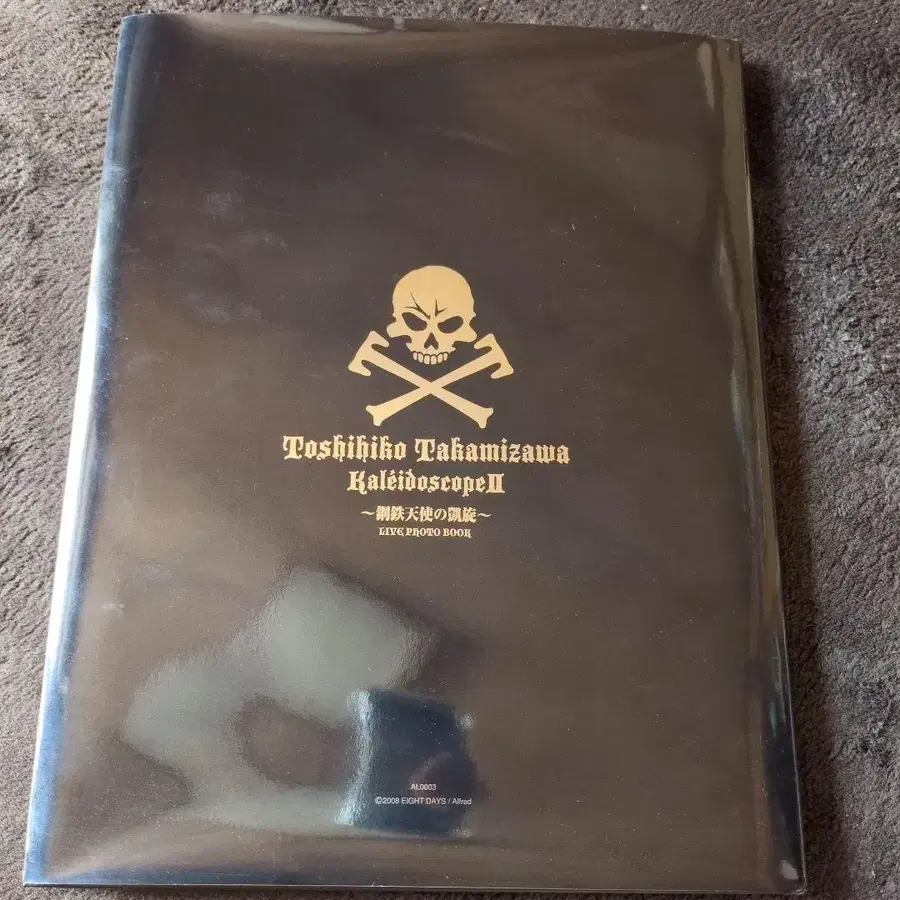 Toshihiko Takamizawa
KaléidoscopeII
～鋼鉄天使の凱旋～
LIVE PHOTO BOOK
AL0003
©2008 EIGHT DAYS / Alfred